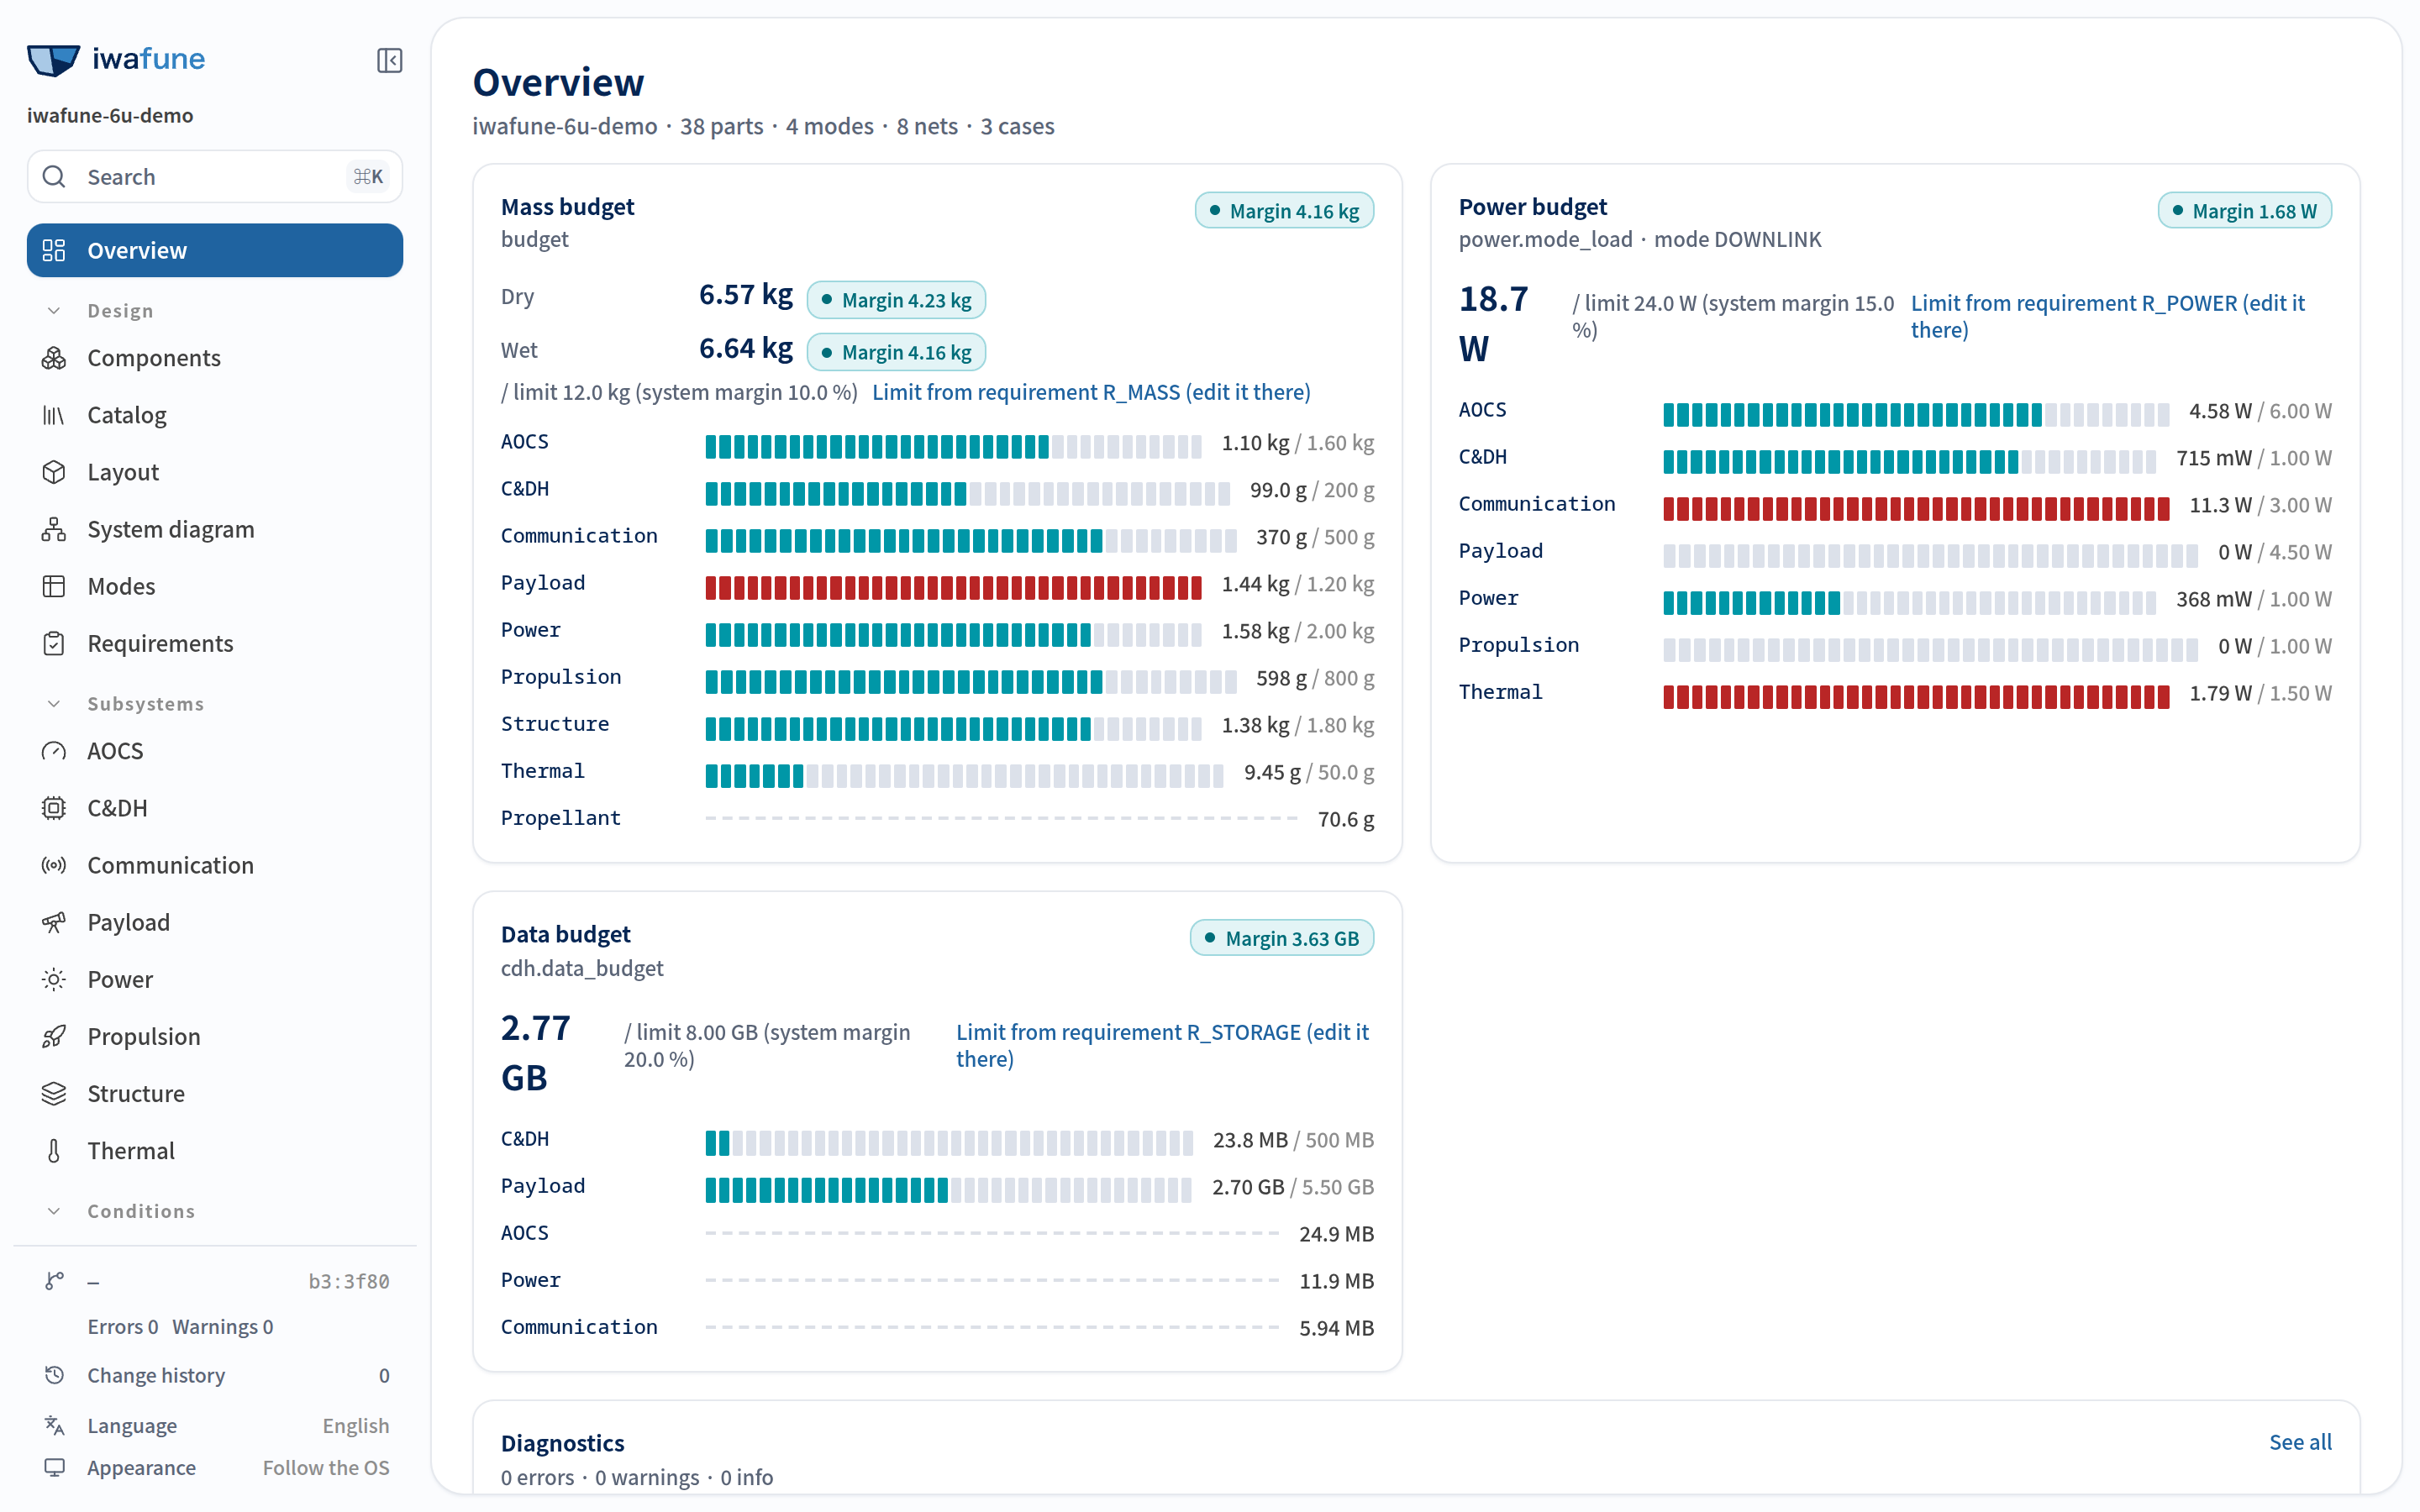 iwafune
iwafune-6u-demo
Search ⌘K
Overview
Design
Components
Catalog
Layout
System diagram
Modes
Requirements
Subsystems
AOCS
C&DH
Communication
Payload
Power
Propulsion
Structure
Thermal
Conditions
– b3:3f80
Errors 0 Warnings 0
Change history 0
Language English
Appearance Follow the OS
Overview
iwafune-6u-demo · 38 parts · 4 modes · 8 nets · 3 cases
Mass budget Margin 4.16 kg
budget
Dry 6.57 kg Margin 4.23 kg
Wet 6.64 kg Margin 4.16 kg
/ limit 12.0 kg (system margin 10.0 %) Limit from requirement R_MASS (edit it there)
AOCS 1.10 kg / 1.60 kg
C&DH 99.0 g / 200 g
Communication 370 g / 500 g
Payload 1.44 kg / 1.20 kg
Power 1.58 kg / 2.00 kg
Propulsion 598 g / 800 g
Structure 1.38 kg / 1.80 kg
Thermal 9.45 g / 50.0 g
Propellant 70.6 g
Power budget Margin 1.68 W
power.mode_load · mode DOWNLINK
18.7
W
/ limit 24.0 W (system margin 15.0
%)
Limit from requirement R_POWER (edit it
there)
AOCS 4.58 W / 6.00 W
C&DH 715 mW / 1.00 W
Communication 11.3 W / 3.00 W
Payload 0 W / 4.50 W
Power 368 mW / 1.00 W
Propulsion 0 W / 1.00 W
Thermal 1.79 W / 1.50 W
Data budget Margin 3.63 GB
cdh.data_budget
2.77
GB
/ limit 8.00 GB (system margin
20.0 %)
Limit from requirement R_STORAGE (edit it
there)
C&DH 23.8 MB / 500 MB
Payload 2.70 GB / 5.50 GB
AOCS 24.9 MB
Power 11.9 MB
Communication 5.94 MB
Diagnostics See all
0 errors · 0 warnings · 0 info